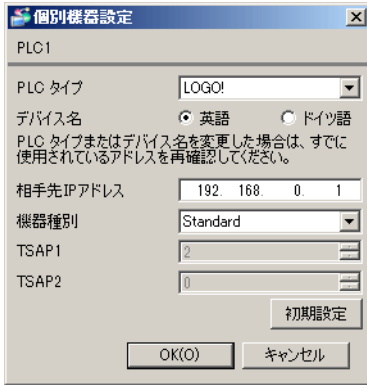 個別機器設定
PLC1
PLC タイプ LOGO!
デバイス名 英語 ドイツ語
PLC タイプまたはデバイス名を変更した場合は、すでに
使用されているアドレスを再確認してください。
相手先IPアドレス 192. 168. 0. 1
機器種別 Standard
TSAP1 2
TSAP2 0
初期設定
OK(O) キャンセル